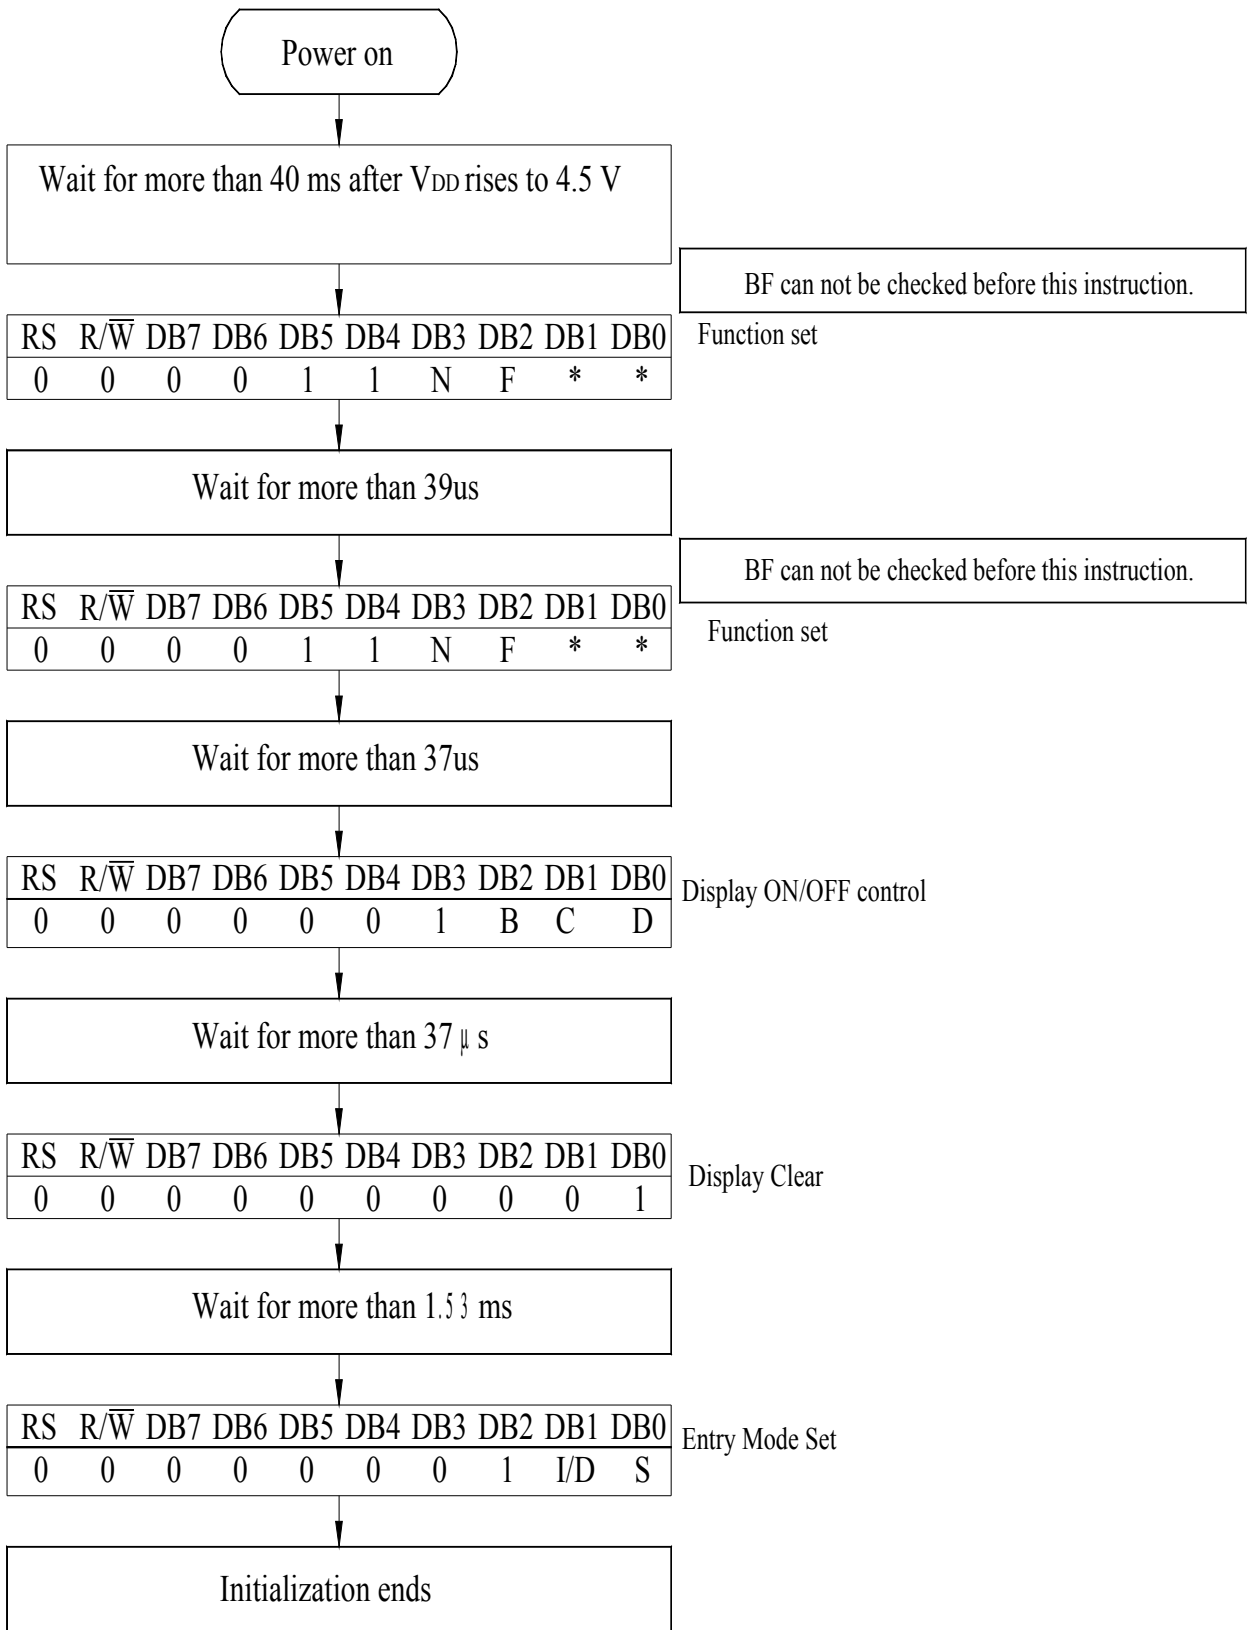 Power on
Wait for more than 40 ms after VDD rises to 4.5 V
BF can not be checked before this instruction.
RS R/W̅ DB7 DB6 DB5 DB4 DB3 DB2 DB1 DB0
Function set
0 0 0 0 1 1 N F * *
Wait for more than 39us
BF can not be checked before this instruction.
RS R/W̅ DB7 DB6 DB5 DB4 DB3 DB2 DB1 DB0
Function set
0 0 0 0 1 1 N F * *
Wait for more than 37us
RS R/W̅ DB7 DB6 DB5 DB4 DB3 DB2 DB1 DB0
Display ON/OFF control
0 0 0 0 0 0 1 B C D
Wait for more than 37 μ s
RS R/W̅ DB7 DB6 DB5 DB4 DB3 DB2 DB1 DB0
Display Clear
0 0 0 0 0 0 0 0 0 1
Wait for more than 1.53 ms
RS R/W̅ DB7 DB6 DB5 DB4 DB3 DB2 DB1 DB0
Entry Mode Set
0 0 0 0 0 0 0 1 I/D S
Initialization ends